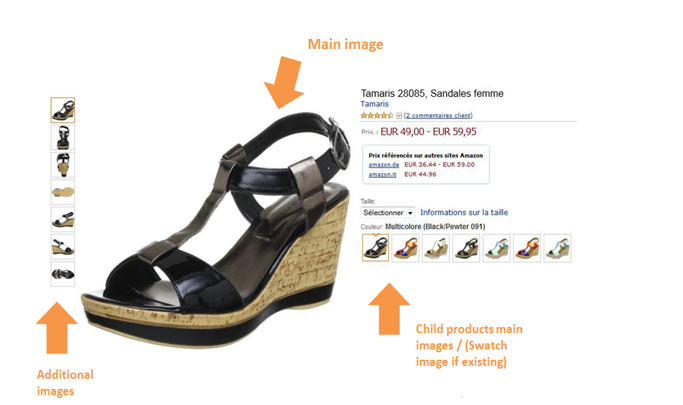 Main image
Tamaris 28085, Sandales femme
Tamaris
(2 commentaires client)
Prix : EUR 49,00 - EUR 59,95
Prix référencés sur autres sites Amazon
amazon.de EUR 36.44 - EUR 59.00
amazon.it EUR 44.96
Taille:
Sélectionner Informations sur la taille
Couleur: Multicolore (Black/Pewter 091)
Child products main
images / (Swatch
image if existing)
Additional
images